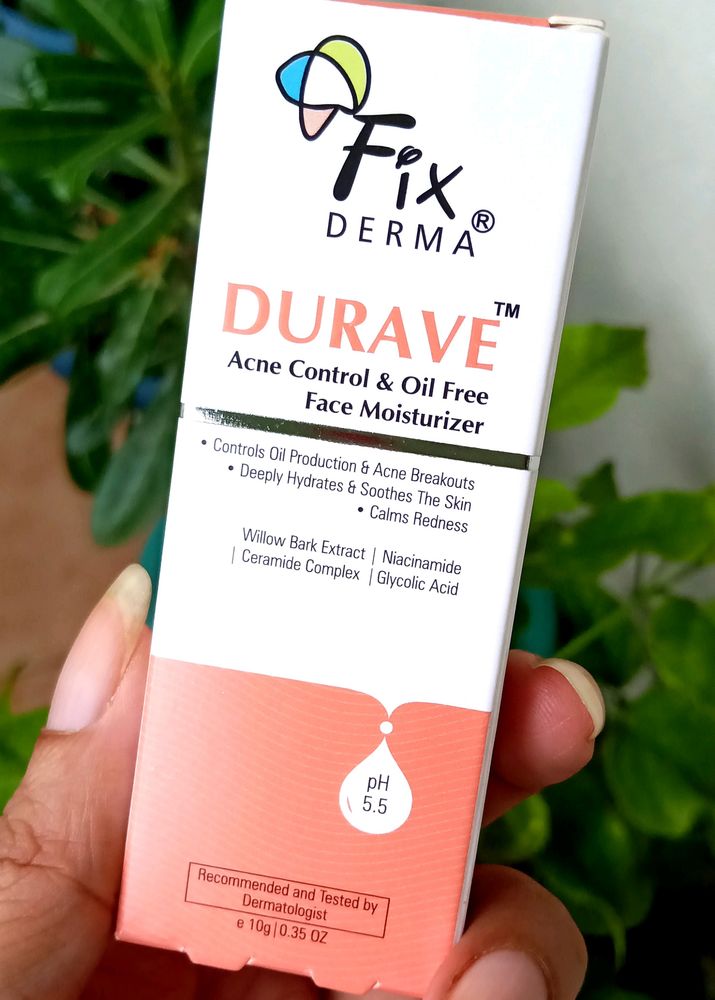 Fix
DERMA®
DURAVE™
Acne Control & Oil Free
Face Moisturizer
• Controls Oil Production & Acne Breakouts
• Deeply Hydrates & Soothes The Skin
• Calms Redness
Willow Bark Extract | Niacinamide
| Ceramide Complex | Glycolic Acid
pH
5.5
Recommended and Tested by
Dermatologist
e 10g | 0.35 OZ